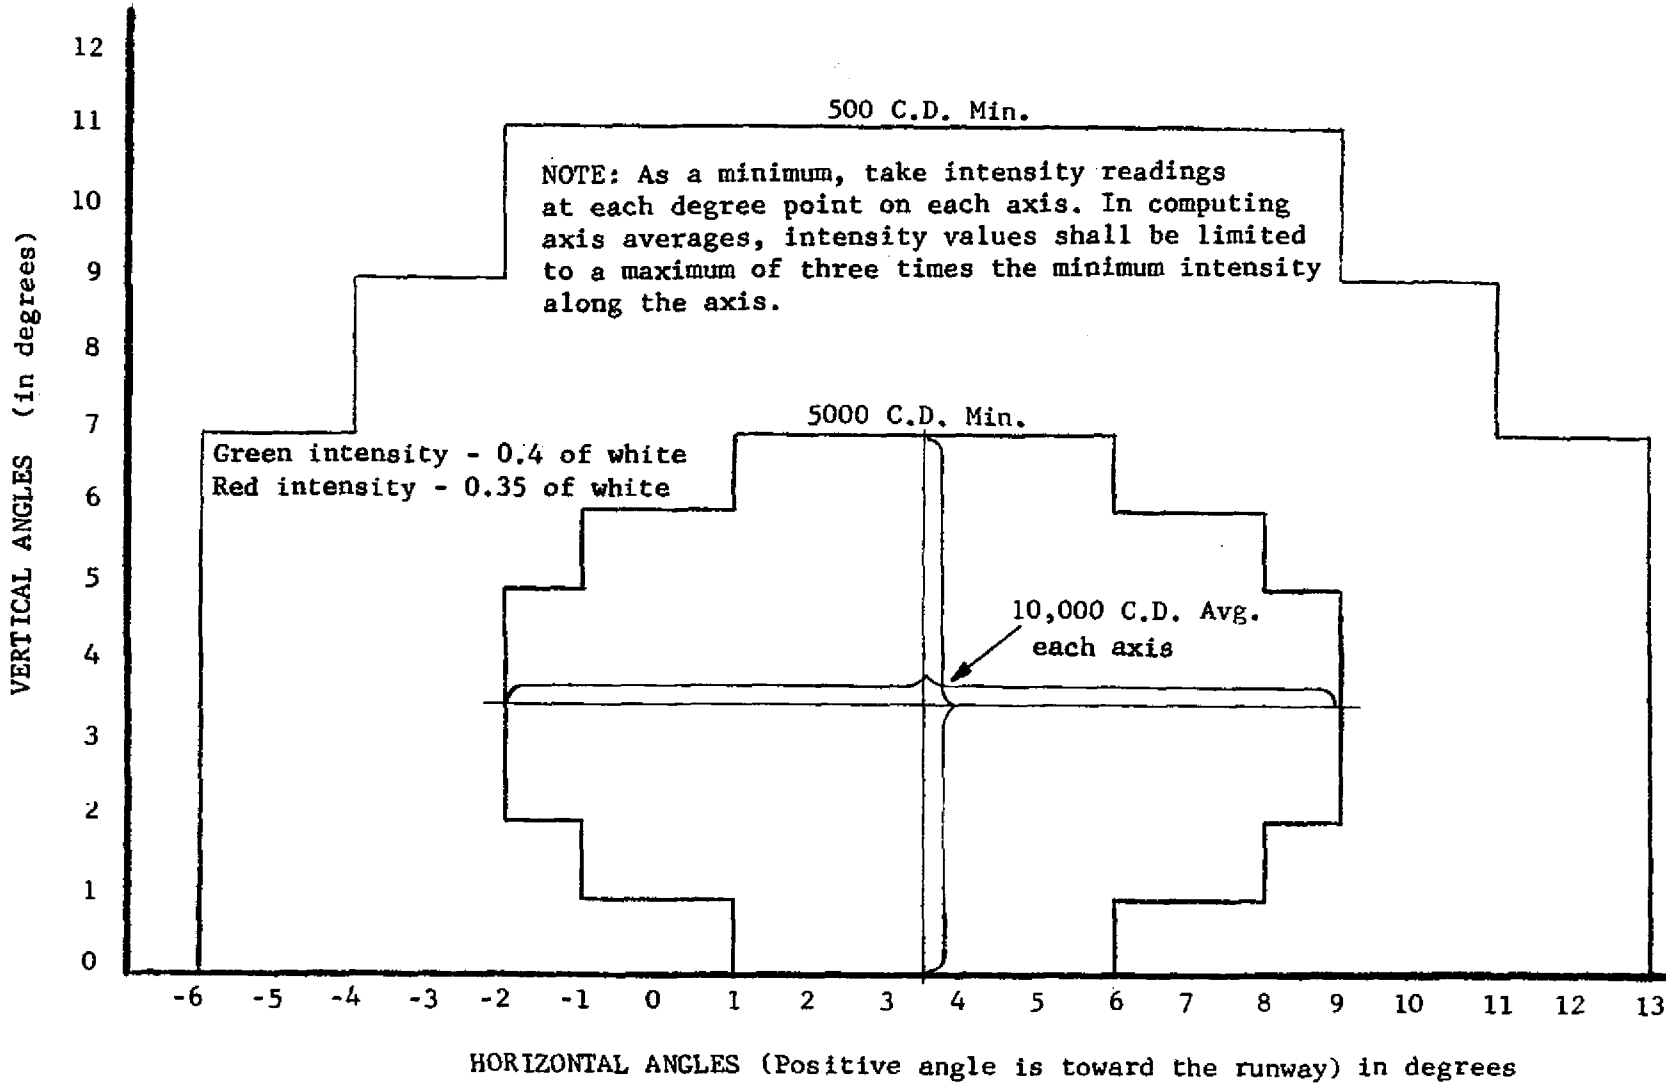 12
500 C.D. Min.
11
NOTE: As a minimum, take intensity readings
at each degree point on each axis. In computing
axis averages, intensity values shall be limited
to a maximum of three times the minimum intensity
along the axis.
10
9
8
7
5000 C.D. Min.
Green intensity - 0.4 of white
Red intensity - 0.35 of white
6
5
10,000 C.D. Avg.
each axis
4
3
2
1
0
VERTICAL ANGLES (in degrees)
-6 -5 -4 -3 -2 -1 0 1 2 3 4 5 6 7 8 9 10 11 12 13
HORIZONTAL ANGLES (Positive angle is toward the runway) in degrees